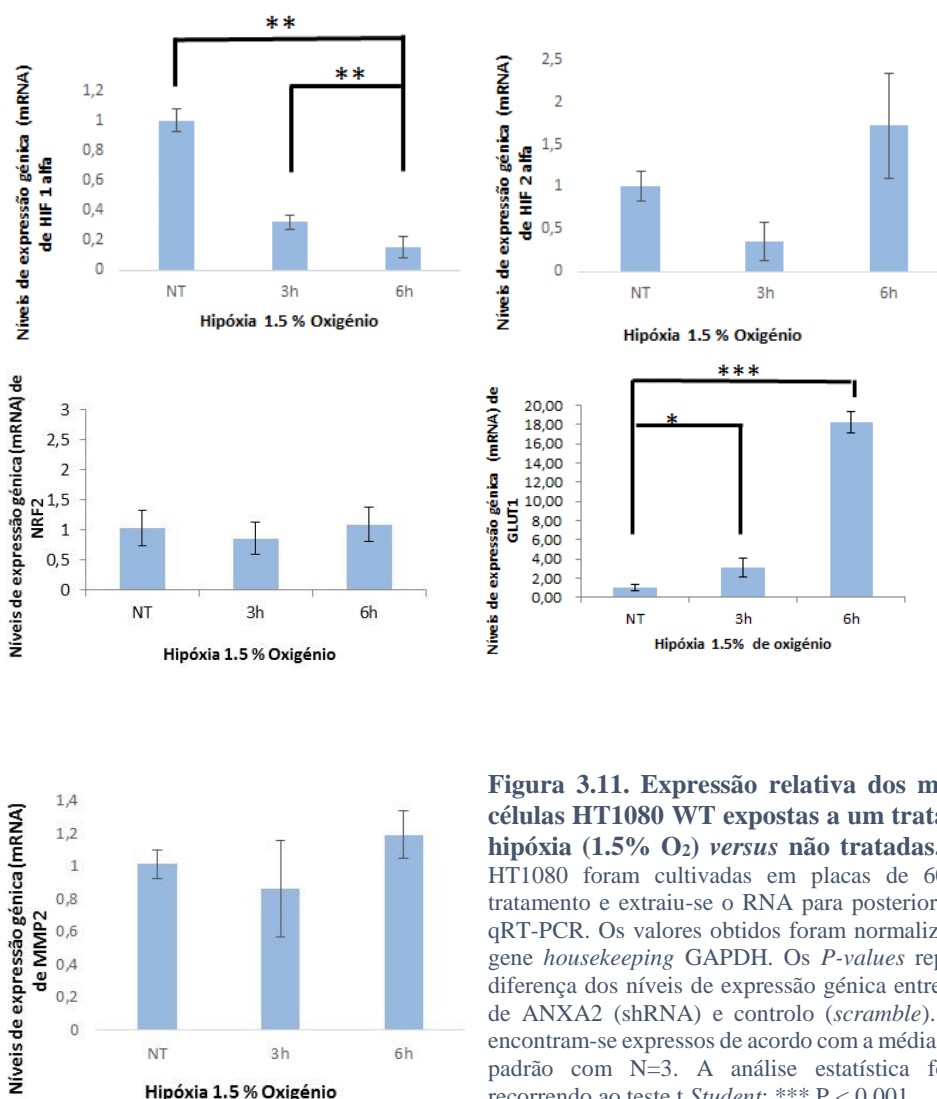 **
**
Níveis de expressão génica (mRNA)
de HIF 1 alfa
1,2
1
0,8
0,6
0,4
0,2
0
NT 3h 6h
Hipóxia 1.5 % Oxigénio
Níveis de expressão génica (mRNA)
de HIF 2 alfa
2,5
2
1,5
1
0,5
0
NT 3h 6h
Hipóxia 1.5 % Oxigénio
Níveis de expressão génica (mRNA) de
NRF2
3
2,5
2
1,5
1
0,5
0
NT 3h 6h
Hipóxia 1.5 % Oxigénio
***
*
Níveis de expressão génica (mRNA) de
GLUT1
20,00
18,00
16,00
14,00
12,00
10,00
8,00
6,00
4,00
2,00
0,00
NT 3h 6h
Hipóxia 1.5% de oxigénio
Níveis de expressão génica (mRNA)
de MMP2
1,4
1,2
1
0,8
0,6
0,4
0,2
0
NT 3h 6h
Hipóxia 1.5 % Oxigénio
Figura 3.11. Expressão relativa dos m
células HT1080 WT expostas a um trata
hipóxia (1.5% O₂) versus não tratadas.
HT1080 foram cultivadas em placas de 60
tratamento e extraiu-se o RNA para posterior
qRT-PCR. Os valores obtidos foram normaliz
gene housekeeping GAPDH. Os P-values rep
diferença dos níveis de expressão génica entre
de ANXA2 (shRNA) e controlo (scramble).
encontram-se expressos de acordo com a média
padrão com N=3. A análise estatística fo
recorrendo ao teste t Student: *** P < 0.001